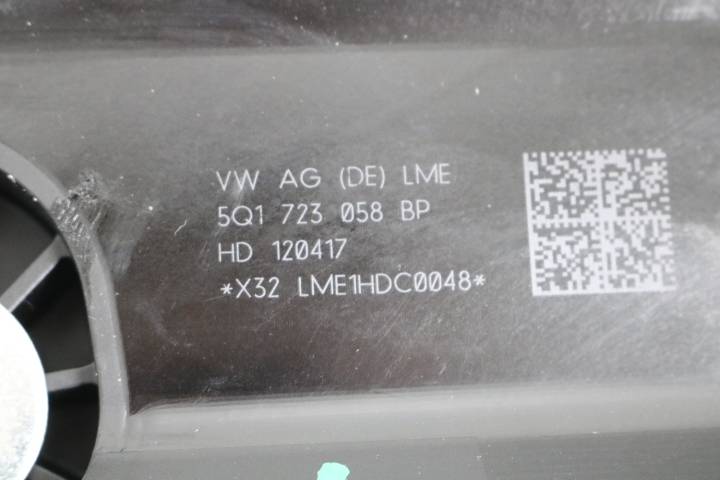 VW AG (DE) LME
5Q1 723 058 BP
HD 120417
*X32 LME1HDC0048*